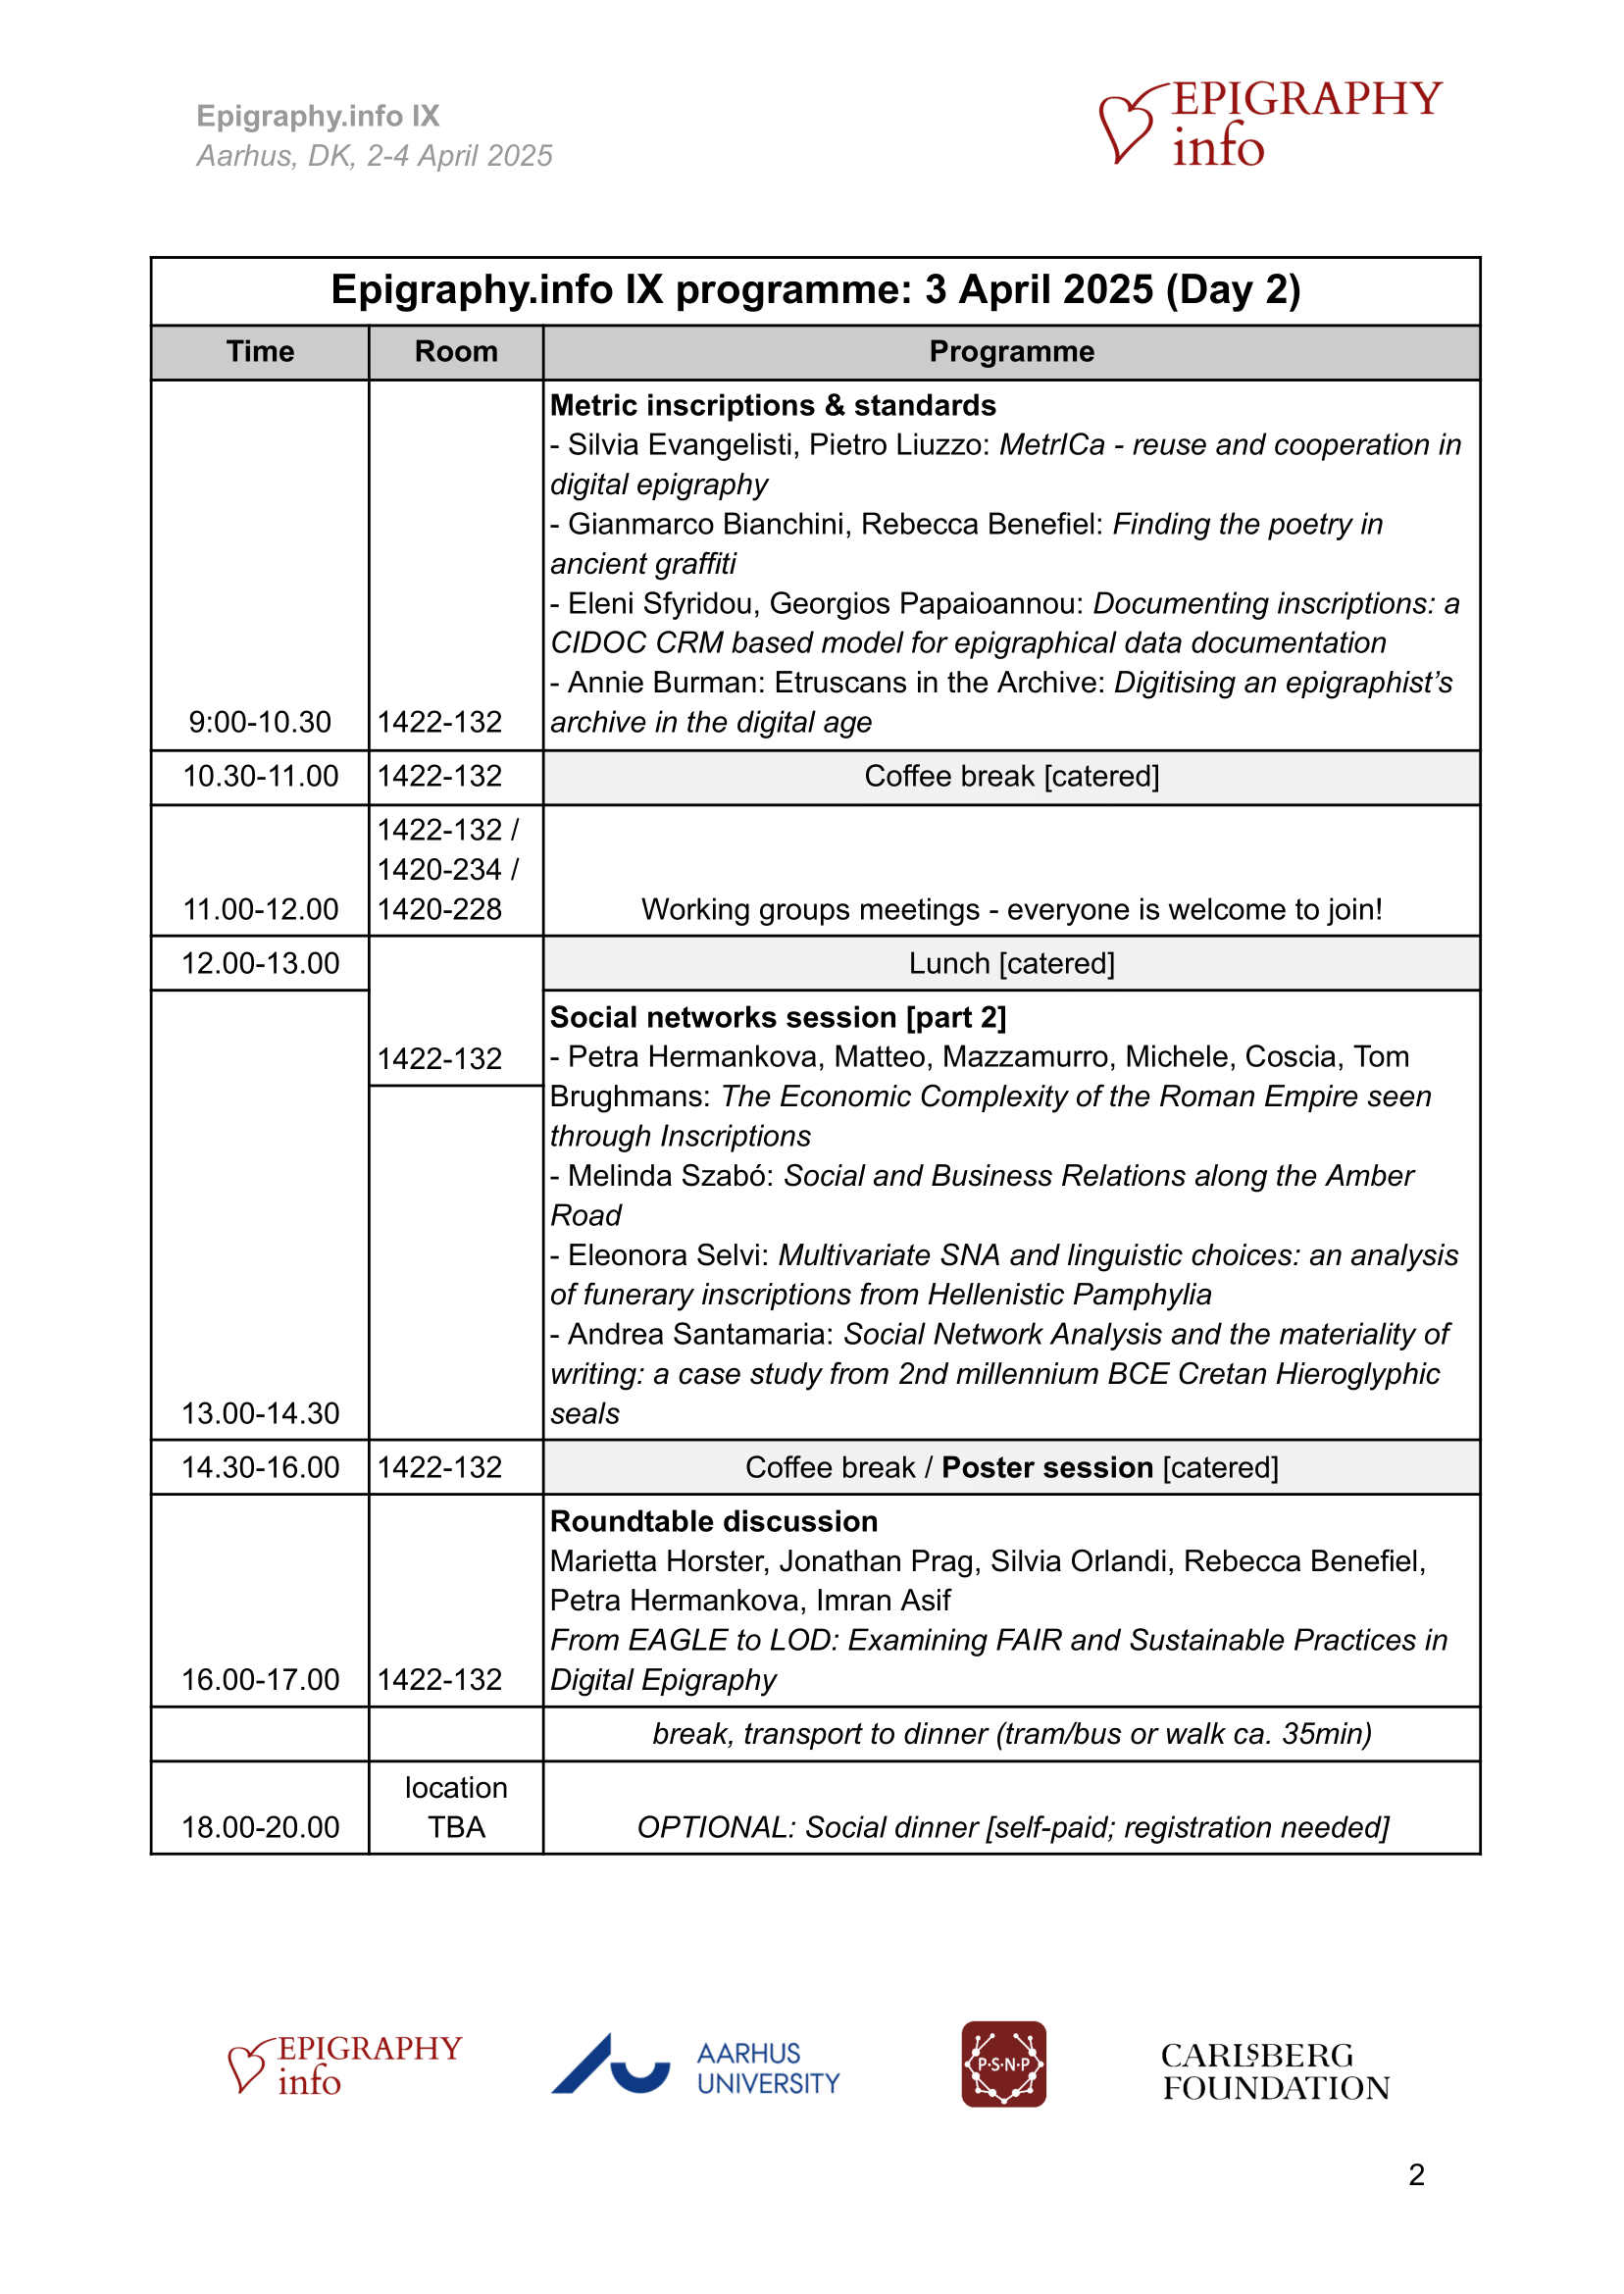 Epigraphy.info IX
Aarhus, DK, 2-4 April 2025
EPIGRAPHY
info
Epigraphy.info IX programme: 3 April 2025 (Day 2)
Time Room Programme
Metric inscriptions & standards
- Silvia Evangelisti, Pietro Liuzzo: MetrICa - reuse and cooperation in
digital epigraphy
- Gianmarco Bianchini, Rebecca Benefiel: Finding the poetry in
ancient graffiti
- Eleni Sfyridou, Georgios Papaioannou: Documenting inscriptions: a
CIDOC CRM based model for epigraphical data documentation
- Annie Burman: Etruscans in the Archive: Digitising an epigraphist’s
9:00-10.30 1422-132 archive in the digital age
10.30-11.00 1422-132 Coffee break [catered]
1422-132 /
1420-234 /
11.00-12.00 1420-228 Working groups meetings - everyone is welcome to join!
12.00-13.00 Lunch [catered]
Social networks session [part 2]
1422-132 - Petra Hermankova, Matteo, Mazzamurro, Michele, Coscia, Tom
Brughmans: The Economic Complexity of the Roman Empire seen
through Inscriptions
- Melinda Szabó: Social and Business Relations along the Amber
Road
- Eleonora Selvi: Multivariate SNA and linguistic choices: an analysis
of funerary inscriptions from Hellenistic Pamphylia
- Andrea Santamaria: Social Network Analysis and the materiality of
writing: a case study from 2nd millennium BCE Cretan Hieroglyphic
13.00-14.30 seals
14.30-16.00 1422-132 Coffee break / Poster session [catered]
Roundtable discussion
Marietta Horster, Jonathan Prag, Silvia Orlandi, Rebecca Benefiel,
Petra Hermankova, Imran Asif
From EAGLE to LOD: Examining FAIR and Sustainable Practices in
16.00-17.00 1422-132 Digital Epigraphy
break, transport to dinner (tram/bus or walk ca. 35min)
location
18.00-20.00 TBA OPTIONAL: Social dinner [self-paid; registration needed]
EPIGRAPHY
info
AARHUS
UNIVERSITY
P·S·N·P
CARLSBERG
FOUNDATION
2